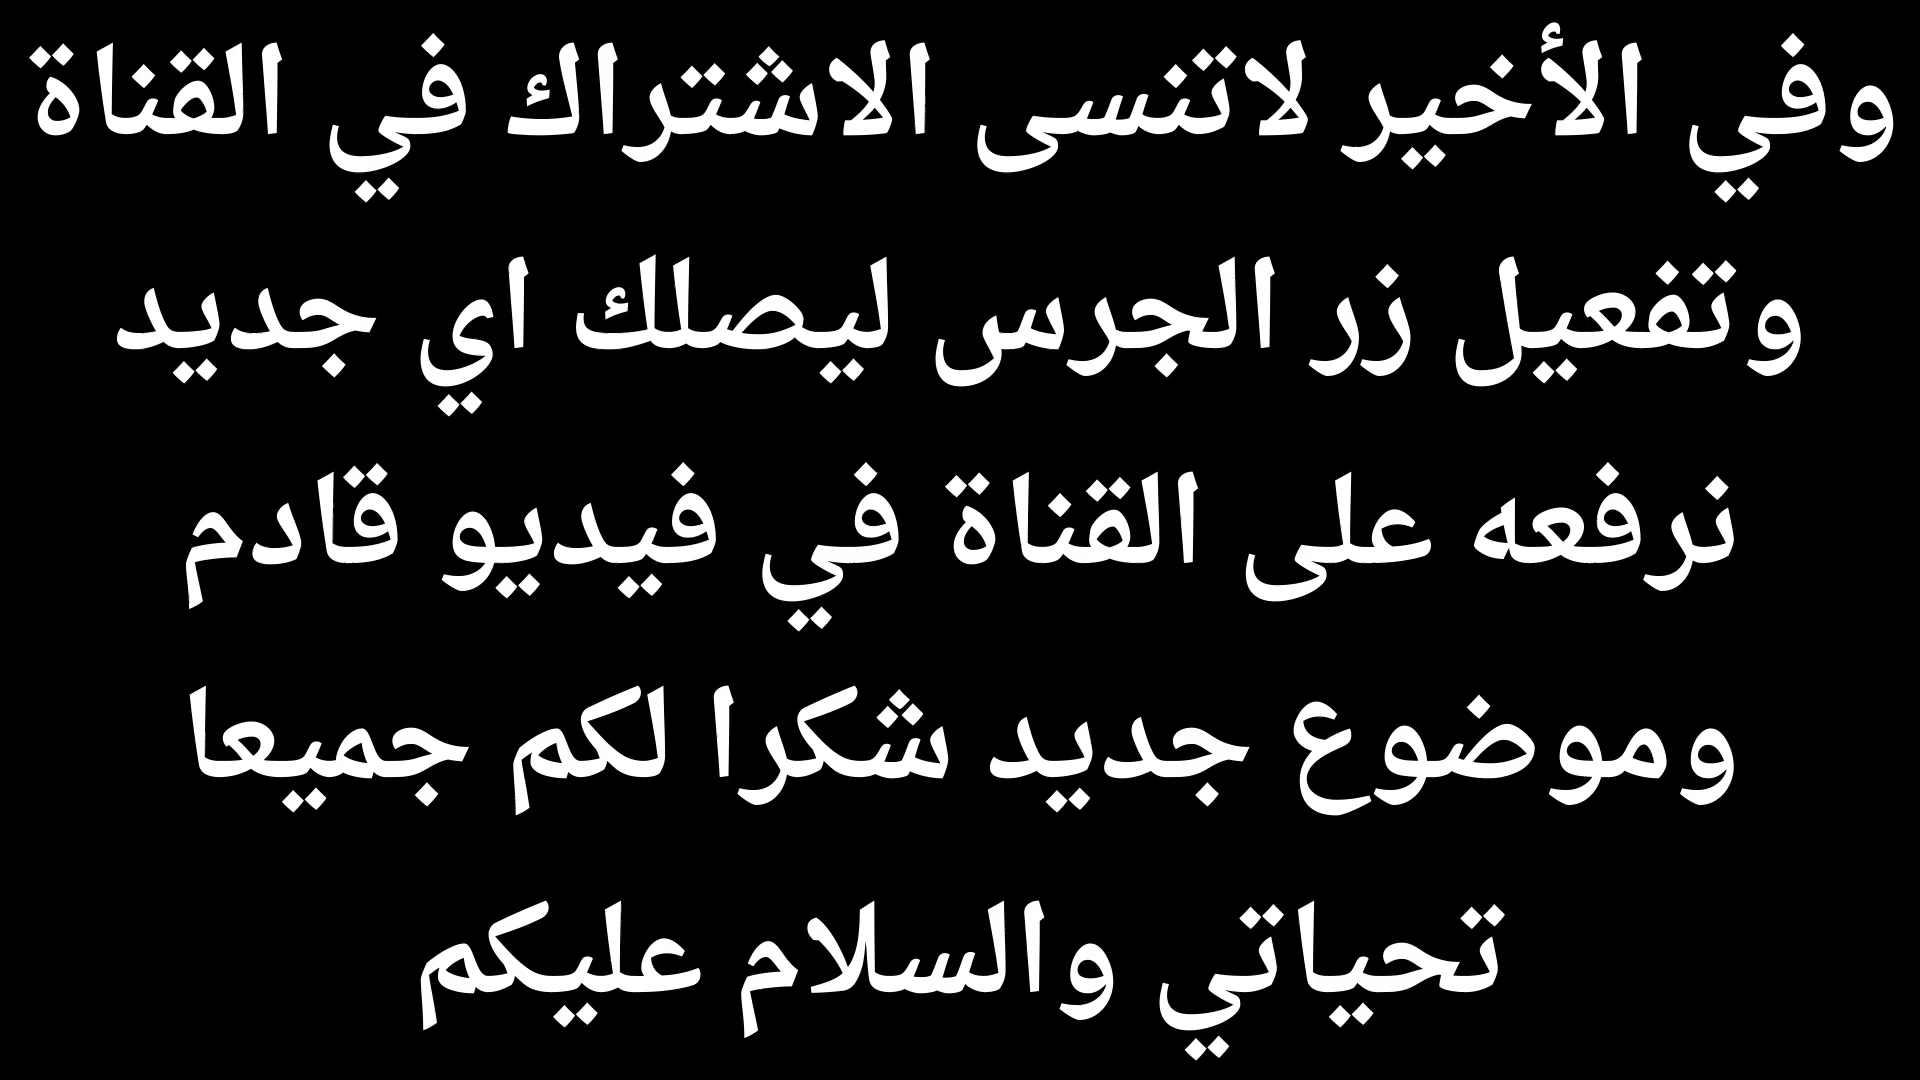 وفي الأخير لاتنسى الاشتراك في القناة
وتفعيل زر الجرس ليصلك اي جديد
نرفعه على القناة في فيديو قادم
وموضوع جديد شكرا لكم جميعا
تحياتي والسلام عليكم